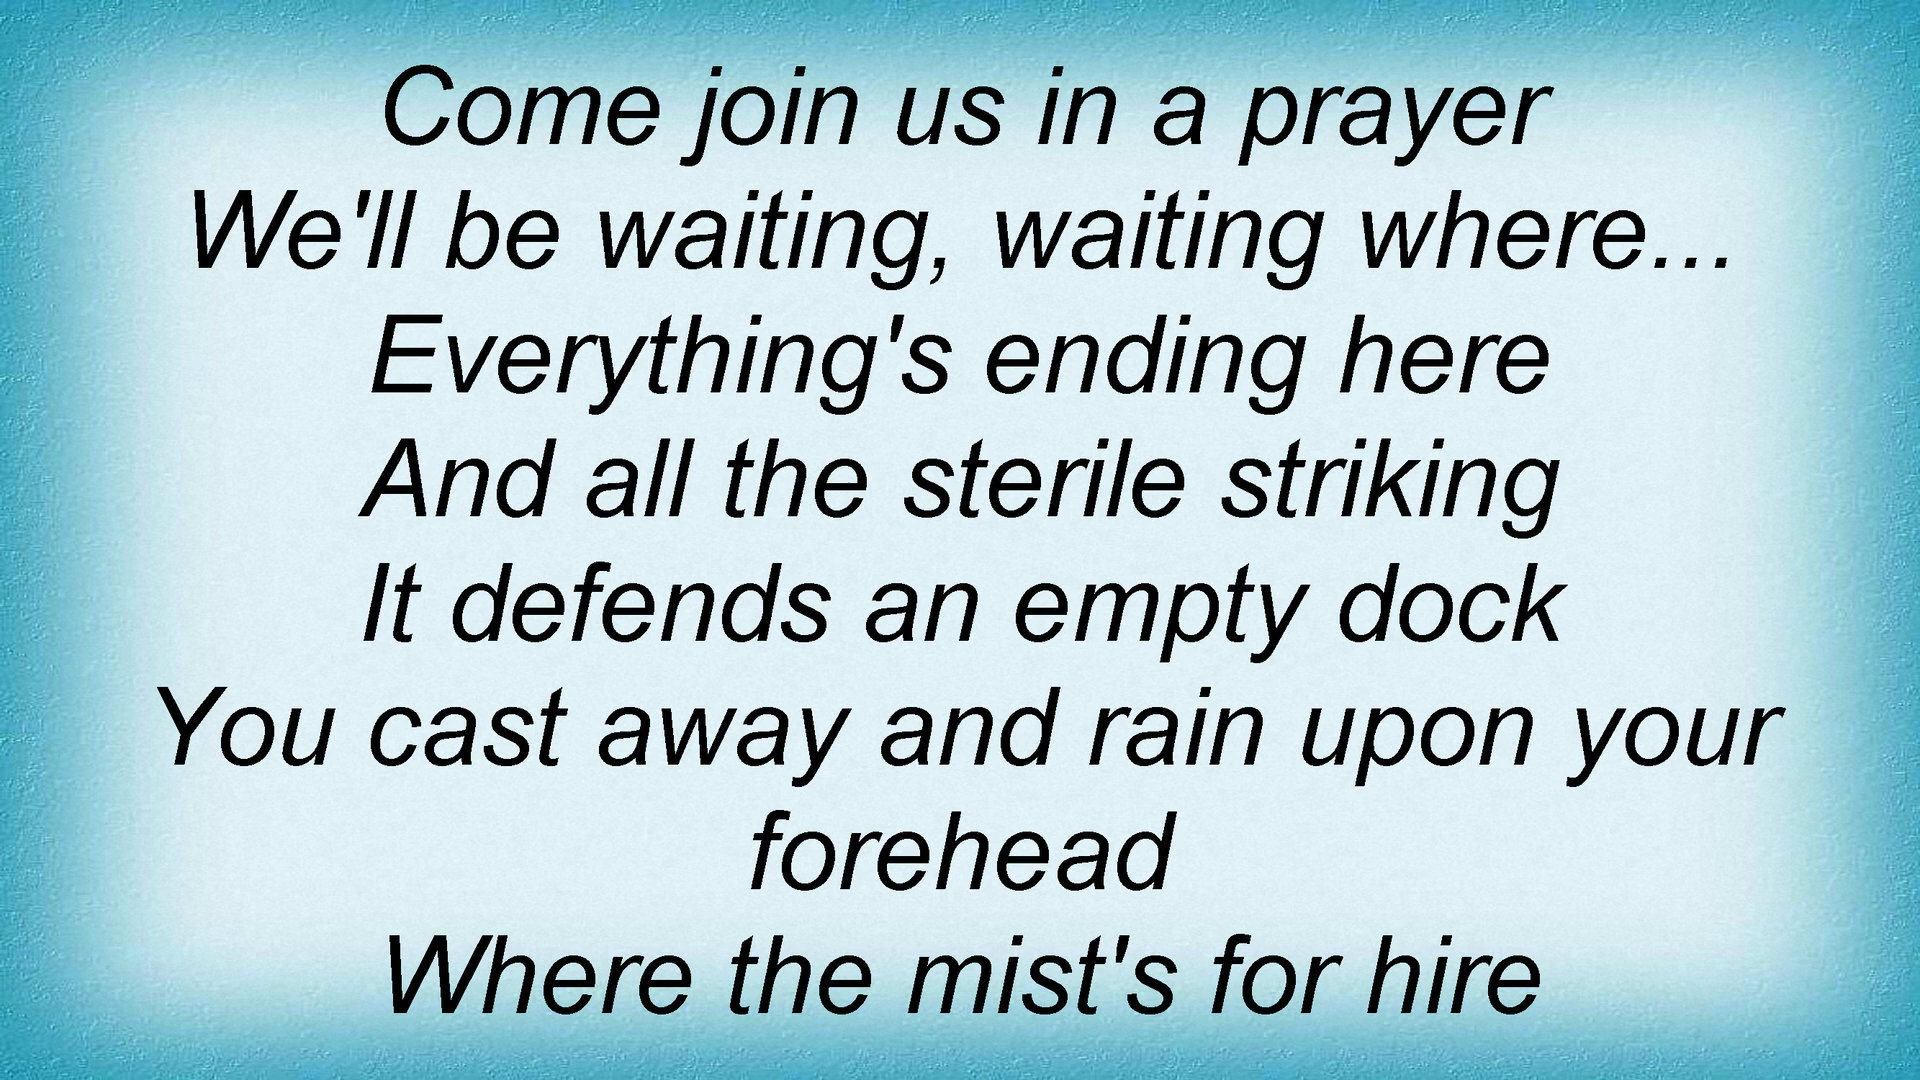 Come join us in a prayer
We'll be waiting, waiting where...
Everything's ending here
And all the sterile striking
It defends an empty dock
You cast away and rain upon your
forehead
Where the mist's for hire